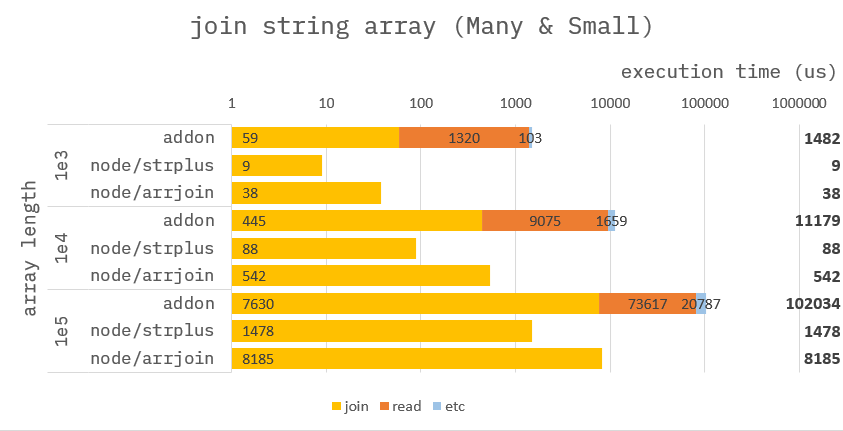 join string array (Many & Small)
execution time (us)
1 10 100 1000 10000 100000 1000000
array length
1e3
addon 59 1320 103 1482
node/strplus 9 9
node/arrjoin 38 38
1e4
addon 445 9075 1659 11179
node/strplus 88 88
node/arrjoin 542 542
1e5
addon 7630 73617 20787 102034
node/strplus 1478 1478
node/arrjoin 8185 8185
join read etc